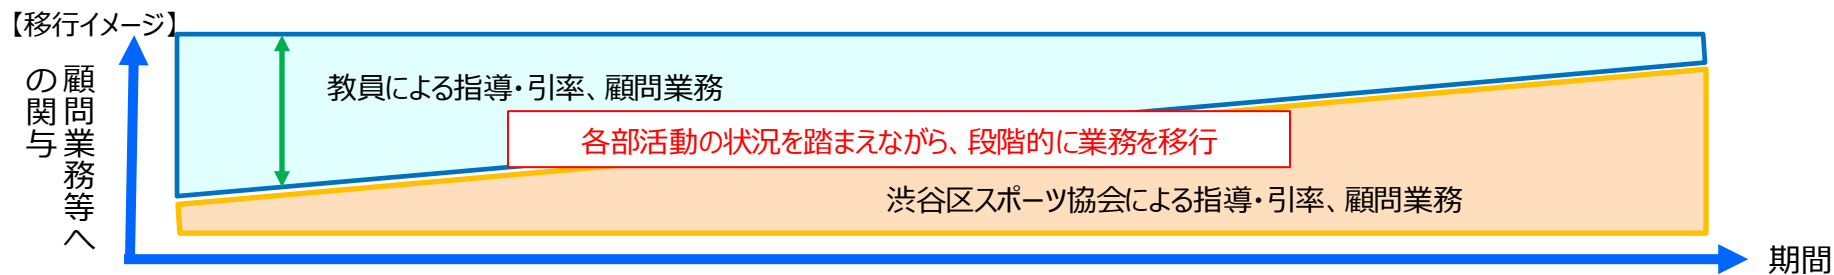 【移行イメージ】
顧問業務等へ
の関与
教員による指導・引率、顧問業務
各部活動の状況を踏まえながら、段階的に業務を移行
渋谷区スポーツ協会による指導・引率、顧問業務
期間